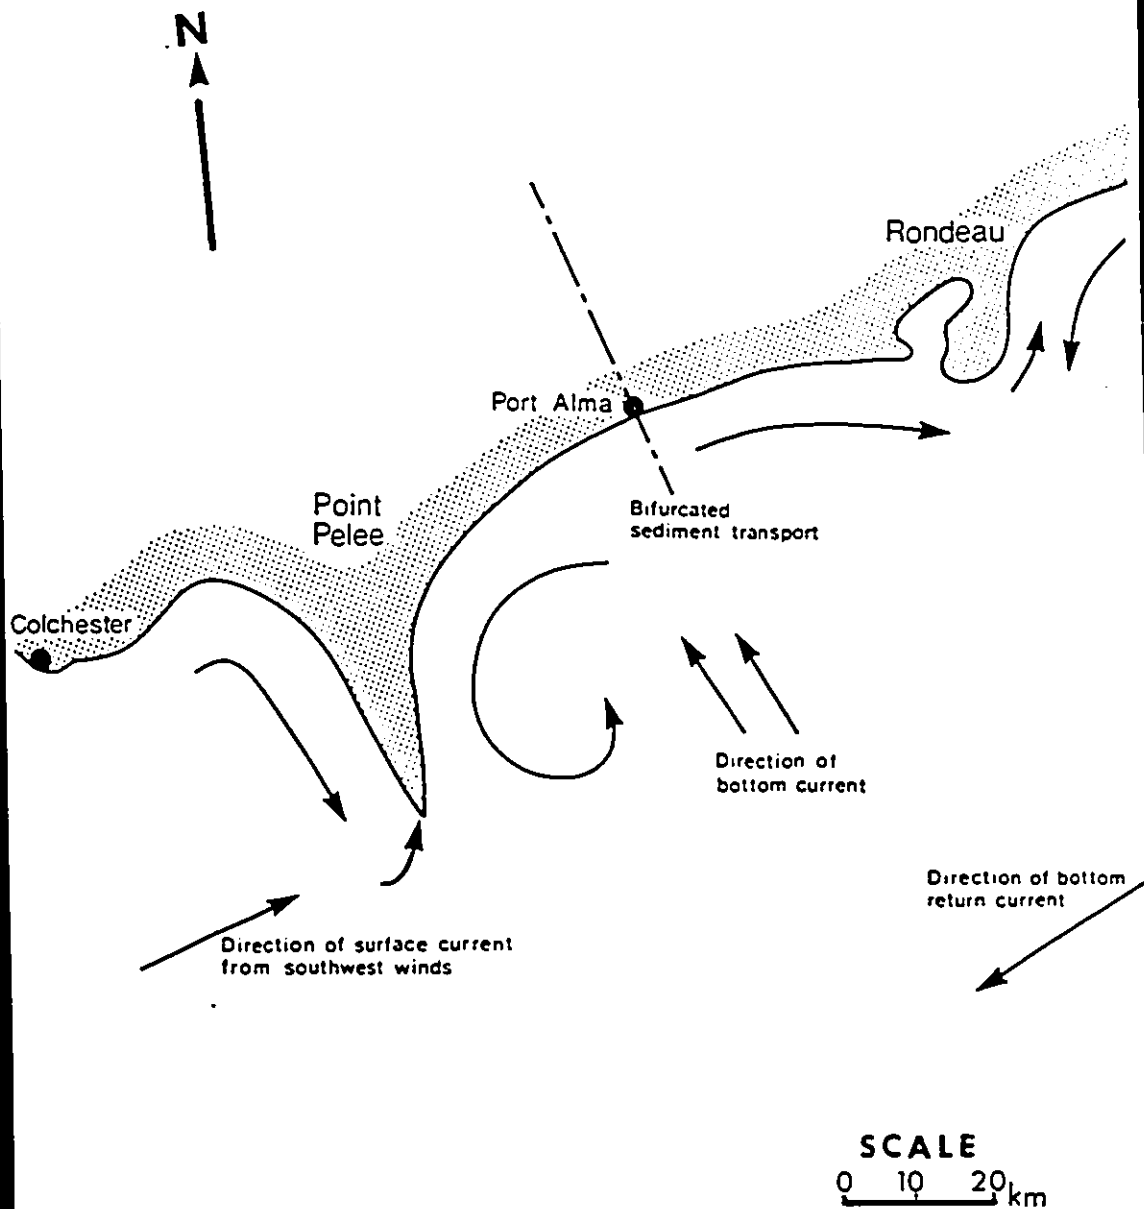 N
Rondeau
Port Alma
Bifurcated
sediment transport
Point
Pelee
Colchester
Direction of
bottom current
Direction of bottom
return current
Direction of surface current
from southwest winds
SCALE
0 10 20 km